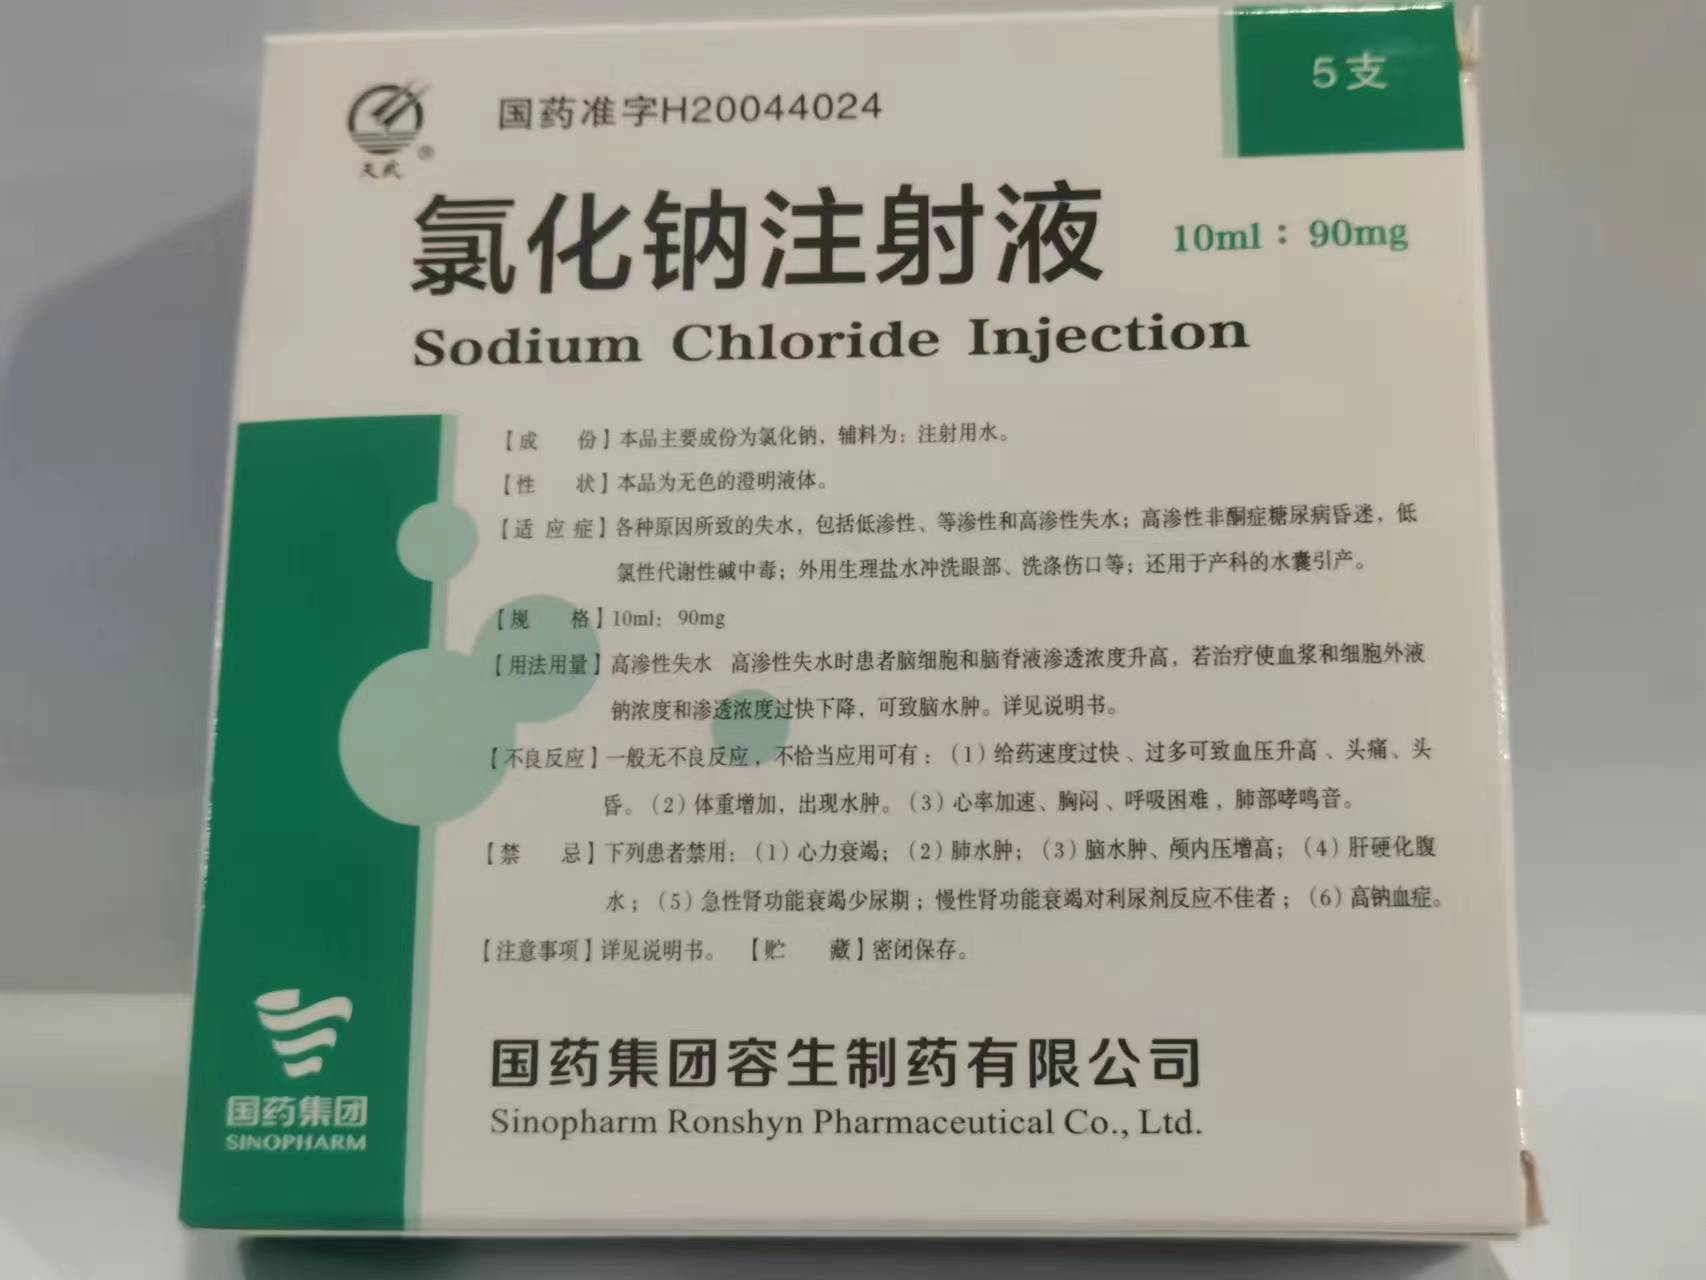 5支
国药准字H20044024
天武®
氯化钠注射液 10ml：90mg
Sodium Chloride Injection
【成 份】本品主要成份为氯化钠，辅料为：注射用水。
【性 状】本品为无色的澄明液体。
【适 应 症】各种原因所致的失水，包括低渗性、等渗性和高渗性失水；高渗性非酮症糖尿病昏迷，低
氯性代谢性碱中毒；外用生理盐水冲洗眼部、洗涤伤口等；还用于产科的水囊引产。
【规 格】10ml：90mg
【用法用量】高渗性失水 高渗性失水时患者脑细胞和脑脊液渗透浓度升高，若治疗使血浆和细胞外液
钠浓度和渗透浓度过快下降，可致脑水肿。详见说明书。
【不良反应】一般无不良反应，不恰当应用可有：（1）给药速度过快、过多可致血压升高、头痛、头
昏。（2）体重增加，出现水肿。（3）心率加速、胸闷、呼吸困难，肺部哮鸣音。
【禁 忌】下列患者禁用：（1）心力衰竭；（2）肺水肿；（3）脑水肿、颅内压增高；（4）肝硬化腹
水；（5）急性肾功能衰竭少尿期；慢性肾功能衰竭对利尿剂反应不佳者；（6）高钠血症。
【注意事项】详见说明书。 【贮 藏】密闭保存。
国药集团容生制药有限公司
Sinopharm Ronshyn Pharmaceutical Co., Ltd.
国药集团
SINOPHARM